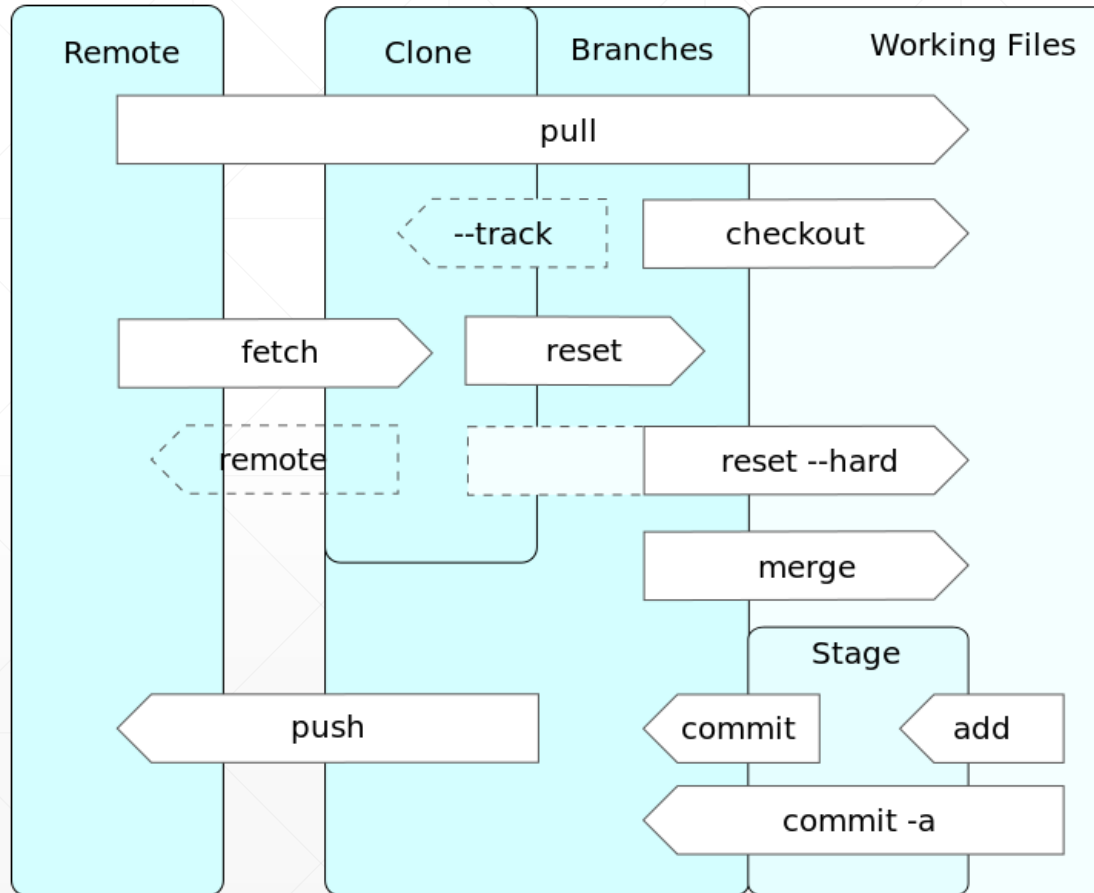 Remote
Clone
Branches
Working Files
pull
--track
checkout
fetch
reset
remote
reset --hard
merge
Stage
push
commit
add
commit -a